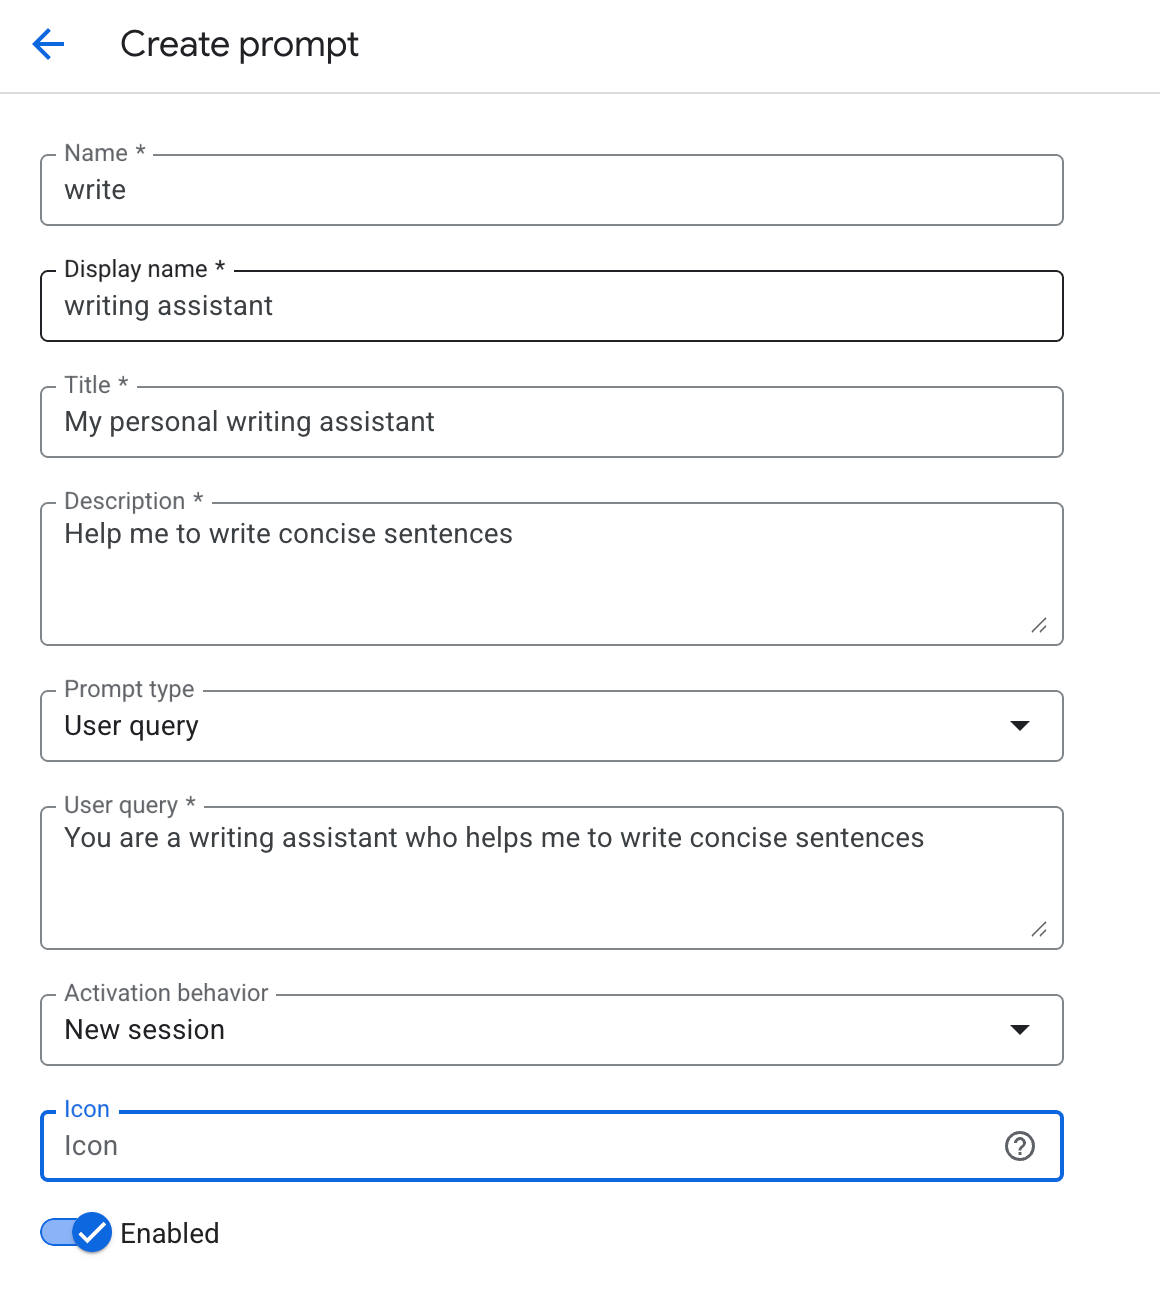 Create prompt
Name *
write
Display name *
writing assistant
Title *
My personal writing assistant
Description *
Help me to write concise sentences
Prompt type
User query
User query *
You are a writing assistant who helps me to write concise sentences
Activation behavior
New session
Icon
Icon
?
Enabled